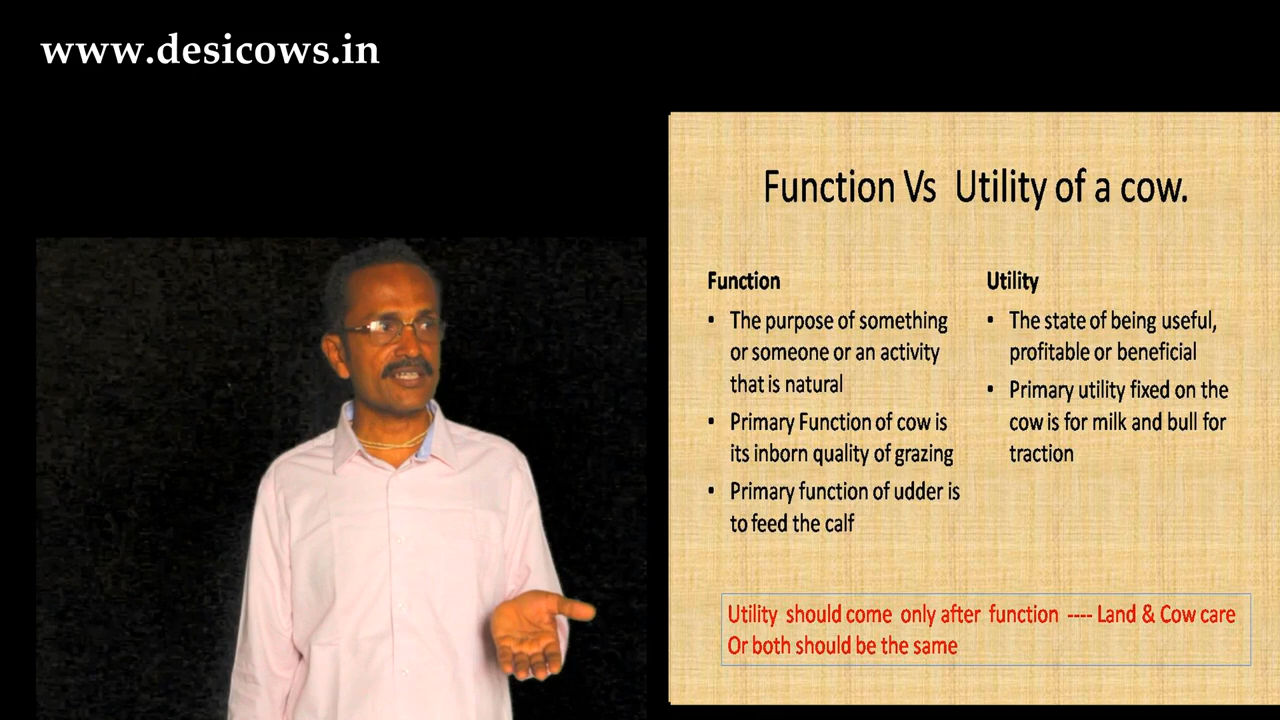 www.desicows.in
Function Vs Utility of a cow.
Function
• The purpose of something
or someone or an activity
that is natural
• Primary Function of cow is
its inborn quality of grazing
• Primary function of udder is
to feed the calf
Utility
• The state of being useful,
profitable or beneficial
• Primary utility fixed on the
cow is for milk and bull for
traction
Utility should come only after function ---- Land & Cow care
Or both should be the same